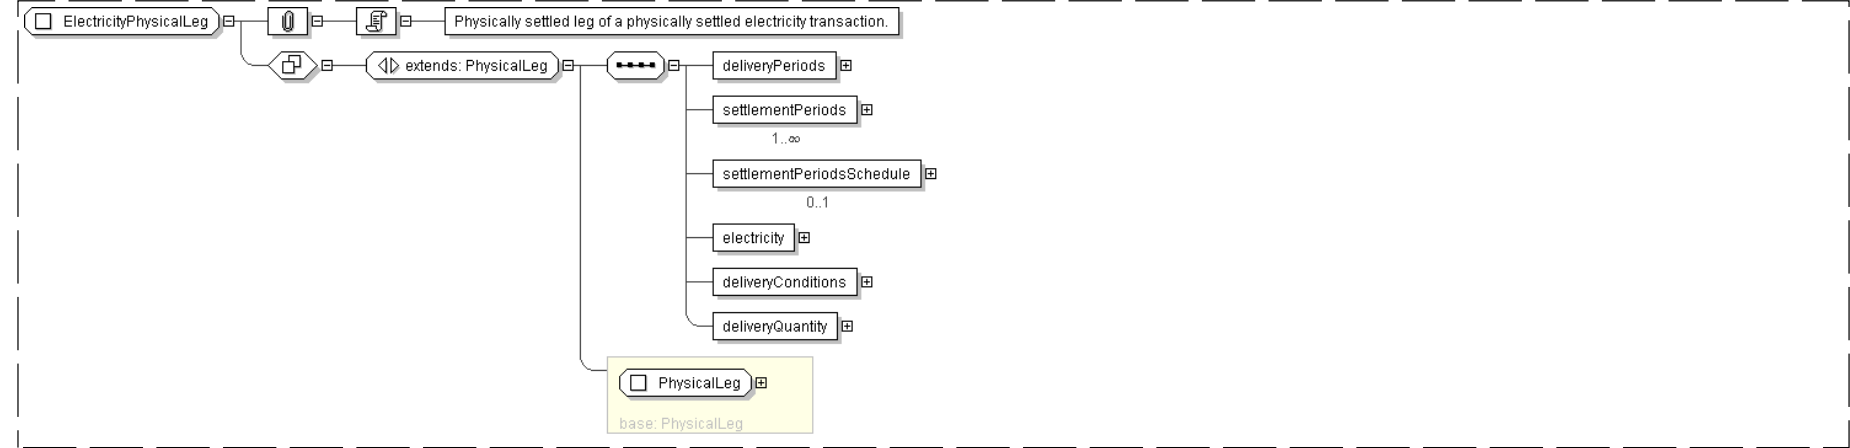 ElectricityPhysicalLeg
Physically settled leg of a physically settled electricity transaction.
extends: PhysicalLeg
deliveryPeriods
settlementPeriods
1..∞
settlementPeriodsSchedule
0..1
electricity
deliveryConditions
deliveryQuantity
PhysicalLeg
base: PhysicalLeg